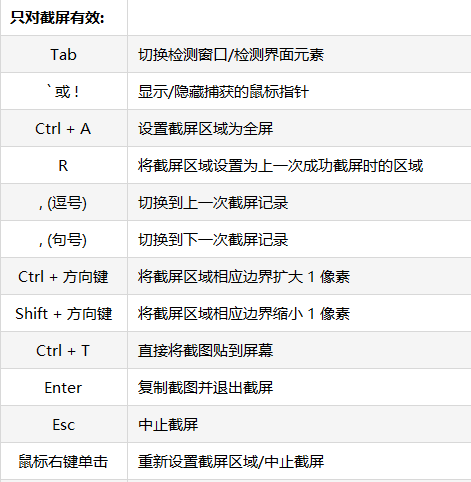 只对截屏有效:
Tab 切换检测窗口/检测界面元素
`或 ! 显示/隐藏捕获的鼠标指针
Ctrl + A 设置截屏区域为全屏
R 将截屏区域设置为上一次成功截屏时的区域
, (逗号) 切换到上一次截屏记录
, (句号) 切换到下一次截屏记录
Ctrl + 方向键 将截屏区域相应边界扩大 1 像素
Shift + 方向键 将截屏区域相应边界缩小 1 像素
Ctrl + T 直接将截图贴到屏幕
Enter 复制截图并退出截屏
Esc 中止截屏
鼠标右键单击 重新设置截屏区域/中止截屏